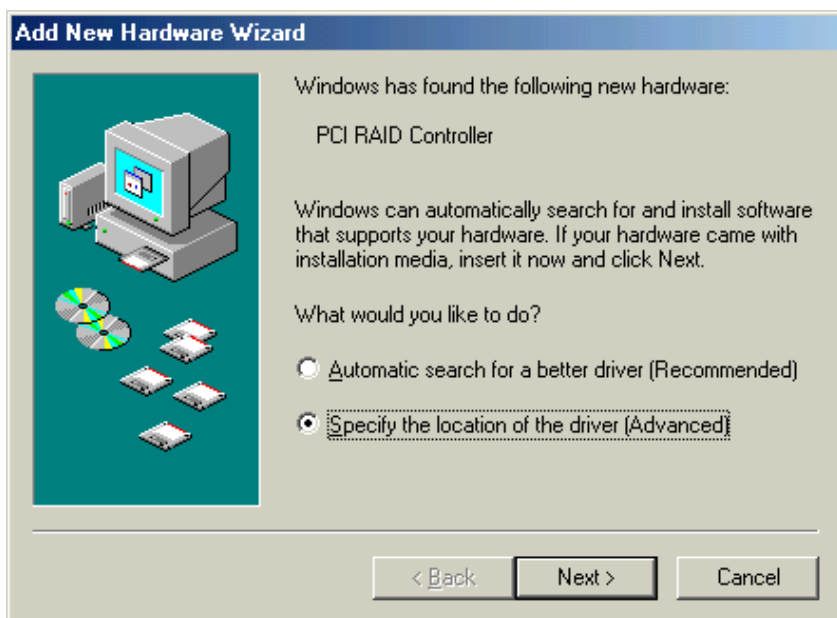 Add New Hardware Wizard
Windows has found the following new hardware:
PCI RAID Controller
Windows can automatically search for and install software
that supports your hardware. If your hardware came with
installation media, insert it now and click Next.
What would you like to do?
Automatic search for a better driver (Recommended)
Specify the location of the driver (Advanced)
< Back
Next >
Cancel